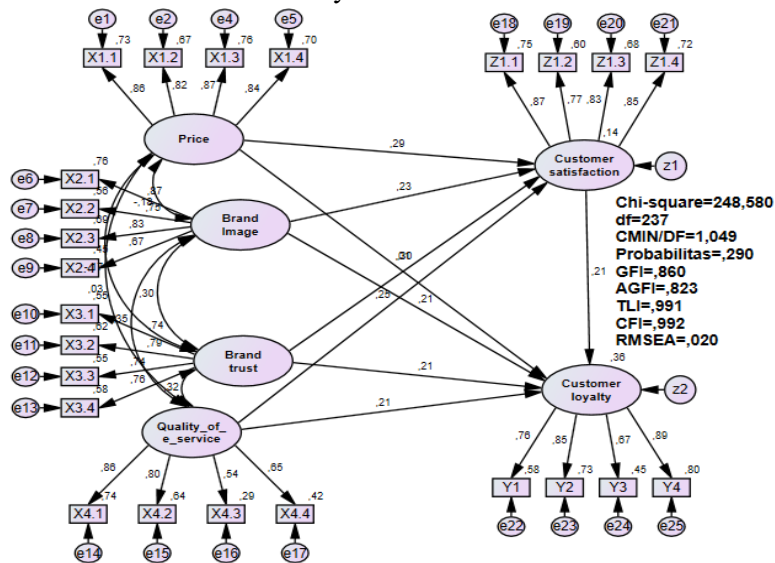 e1 e2 e4 e5
,73 ,67 ,76 ,70
X1.1 X1.2 X1.3 X1.4
,86 ,82 ,87 ,84
Price
e18 e19 e20 e21
,75 ,60 ,68 ,72
Z1.1 Z1.2 Z1.3 Z1.4
,87 ,77 ,83 ,85
,14
Customer
satisfaction
z1
,29
,23
e6 X2.1 ,76
e7 X2.2 ,56
e8 X2.3 ,69
e9 X2.4
,87
,75
,83
,67
Brand
Image
,03
,30
,35
e10 X3.1 ,55
e11 X3.2 ,62
e12 X3.3 ,55
e13 X3.4 ,58
,74
,79
,74
,76
,32
Brand
trust
,25
,21
,21
,21
,21
Chi-square=248,580
df=237
CMIN/DF=1,049
Probabilitas=,290
GFI=,860
AGFI=,823
TLI=,991
CFI=,992
RMSEA=,020
,36
Customer
loyalty
z2
Quality_of_
e_service
,86 ,80 ,54 ,65
,74 ,64 ,29 ,42
X4.1 X4.2 X4.3 X4.4
e14 e15 e16 e17
,76 ,85 ,67 ,89
,58 ,73 ,45 ,80
Y1 Y2 Y3 Y4
e22 e23 e24 e25